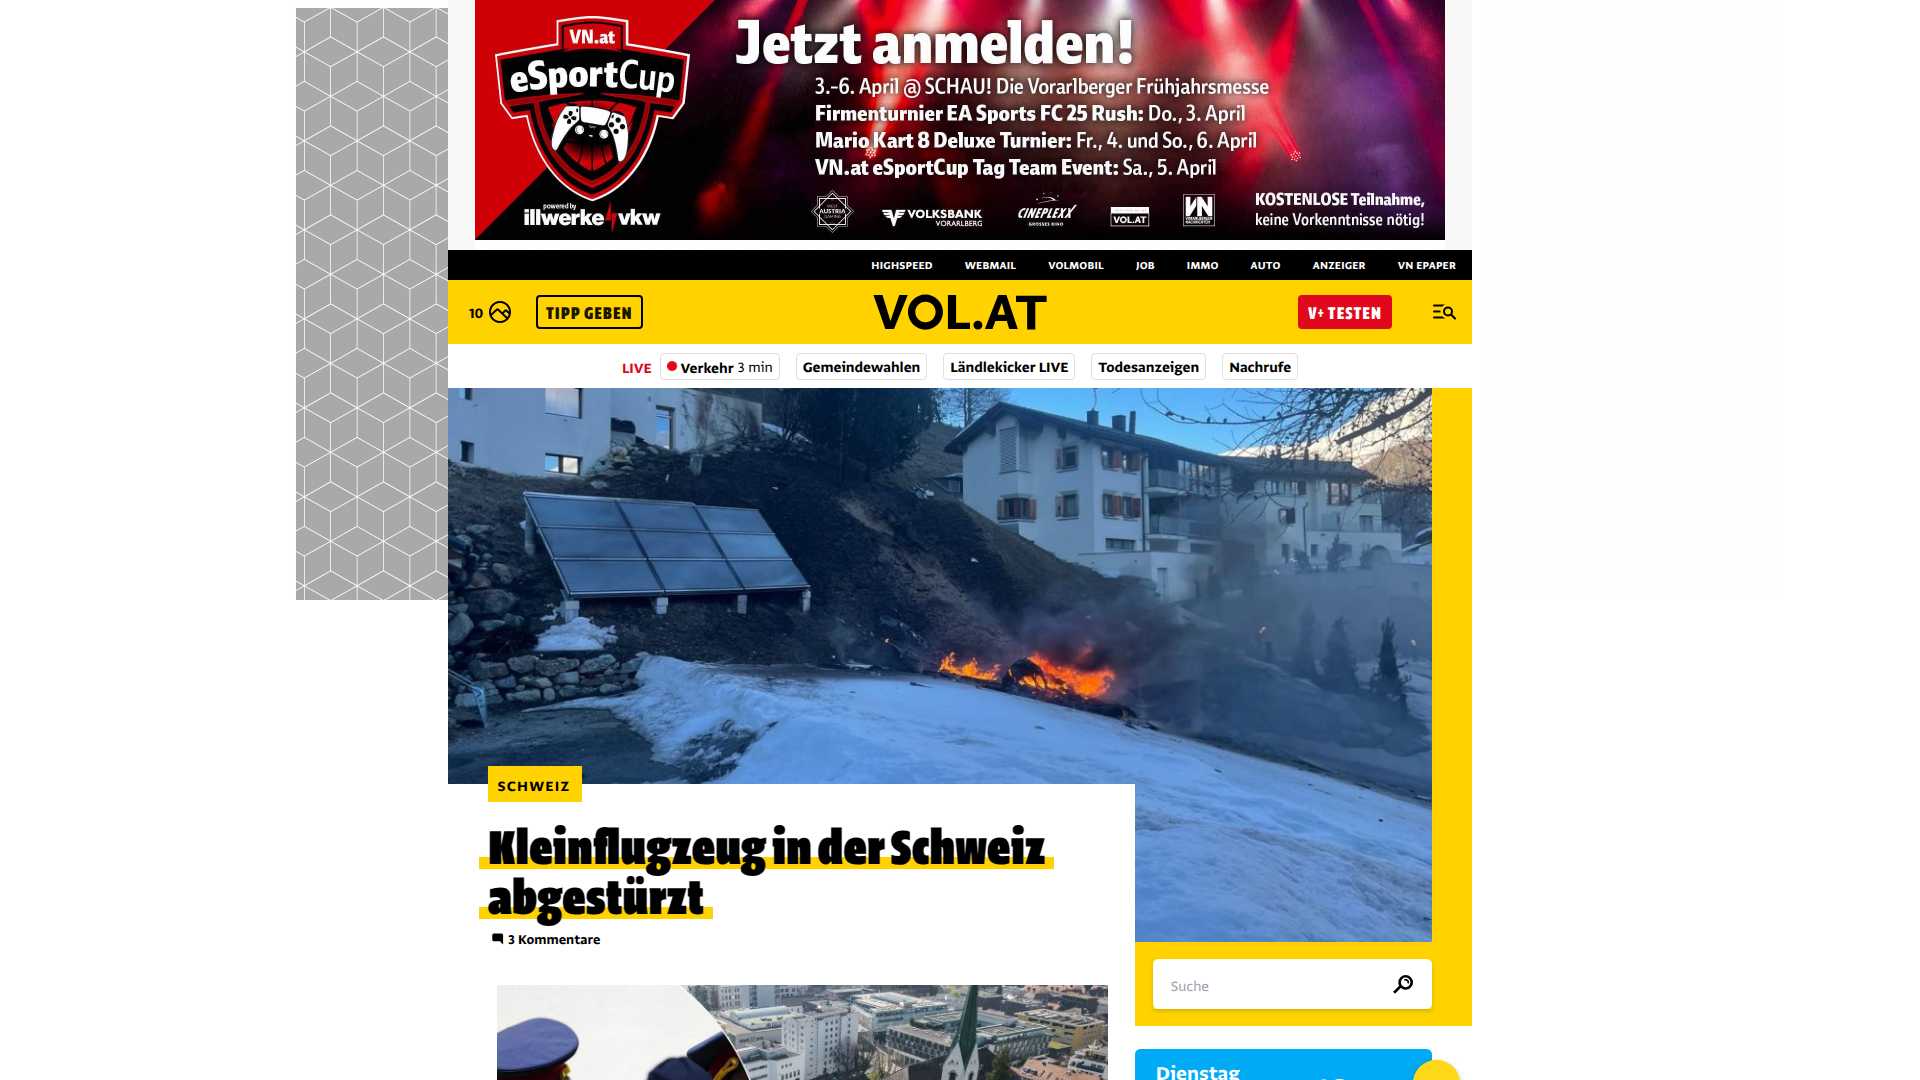 VN.at
eSportCup
powered by
illwerke vkw
Jetzt anmelden!
3.-6. April @ SCHAU! Die Vorarlberger Frühjahrsmesse
Firmenturnier EA Sports FC 25 Rush: Do., 3. April
Mario Kart 8 Deluxe Turnier: Fr., 4. und So., 6. April
VN.at eSportCup Tag Team Event: Sa., 5. April
AUSTRIA
VOLKSBANK
VORARLBERG
CINEPLEXX
GROSSES KINO
VOL.AT
VN
KOSTENLOSE Teilnahme,
keine Vorkenntnisse nötig!
HIGHSPEED WEBMAIL VOLMOBIL JOB IMMO AUTO ANZEIGER VN EPAPER
10 TIPP GEBEN VOL.AT V+ TESTEN
LIVE Verkehr 3 min Gemeindewahlen Ländlekicker LIVE Todesanzeigen Nachrufe
SCHWEIZ
Kleinflugzeug in der Schweiz
abgestürzt
3 Kommentare
Suche
Dienstag